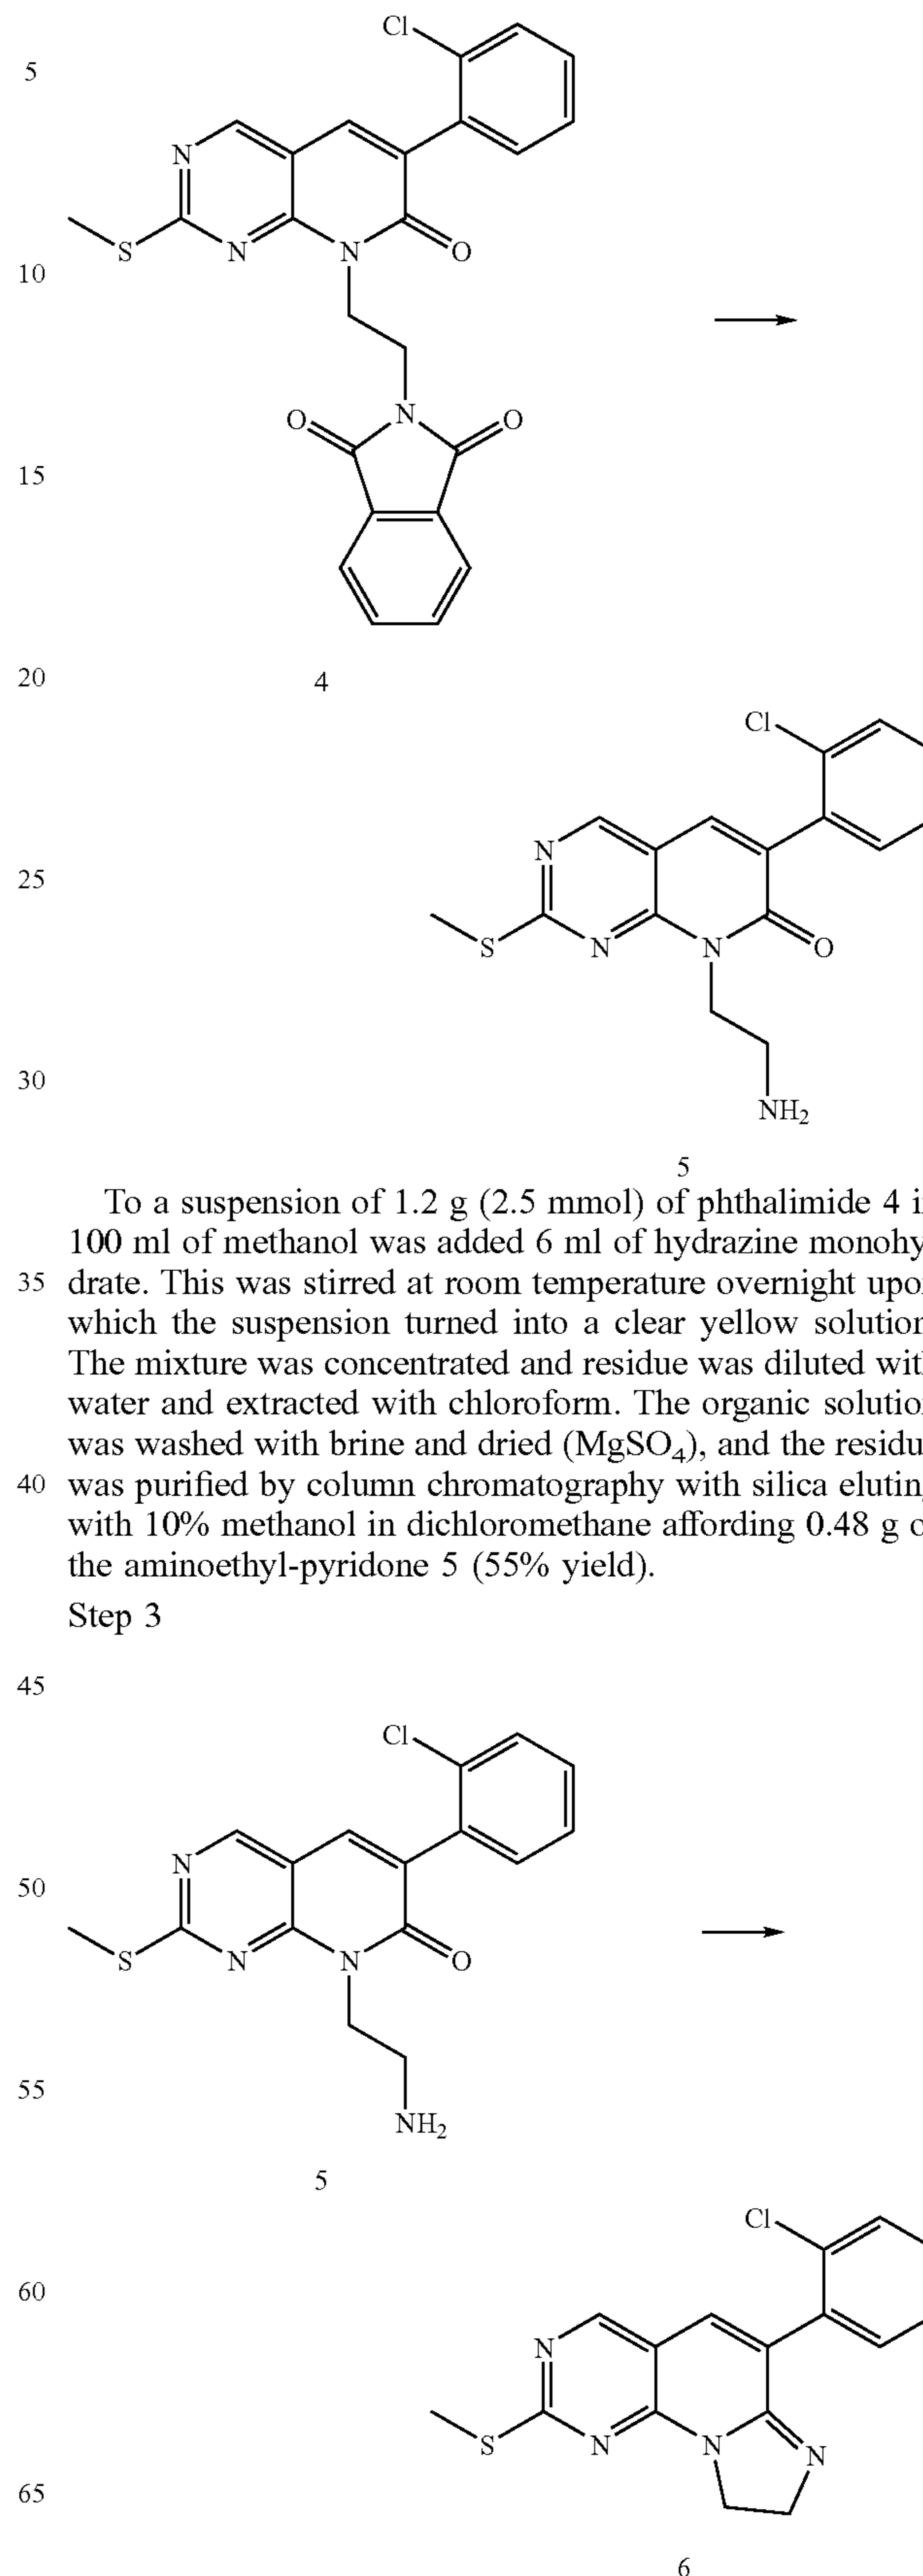 Cl
5
N
S N N O
10
N
O O
15
20
4
Cl
N
25
S N N O
30
NH2
5
To a suspension of 1.2 g (2.5 mmol) of phthalimide 4 i
100 ml of methanol was added 6 ml of hydrazine monohy
35 drate. This was stirred at room temperature overnight upo
which the suspension turned into a clear yellow solution
The mixture was concentrated and residue was diluted wit
water and extracted with chloroform. The organic solutio
was washed with brine and dried (MgSO4), and the residu
40 was purified by column chromatography with silica eluting
with 10% methanol in dichloromethane affording 0.48 g o
the aminoethyl-pyridone 5 (55% yield).
Step 3
45
Cl
N
50
S N N O
55
NH2
5
Cl
60
N
S N N N
65
6